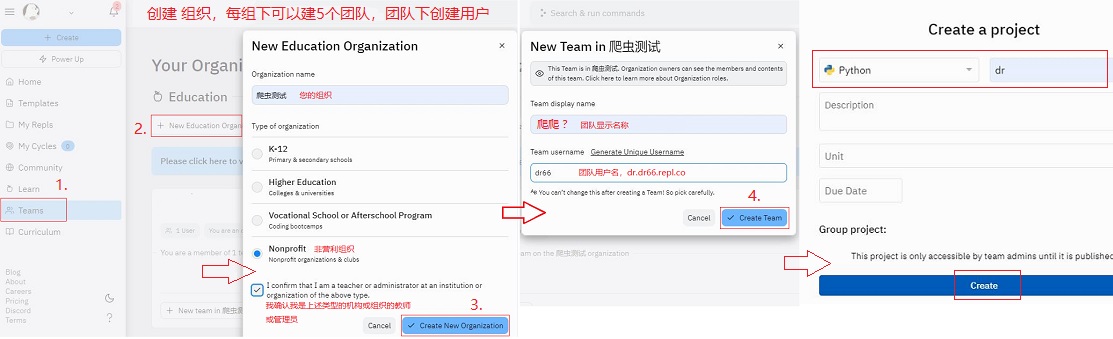 创建 组织，每组下可以建5个团队，团队下创建用户
2
+ Create
Power Up
Home
Templates
My Repls
My Cycles 0
Community
Learn
1.
Teams
Curriculum
Blog
About
Careers
Pricing
Discord
Terms
Your Organi
Education
2.
+ New Education Organi
Please click here to v
1 User
You are an
You are a member of 1 te
+ New team in 爬虫测试
New Education Organization
Organization name
爬虫测试 您的组织
Type of organization
K-12
Primary & secondary schools
Higher Education
Colleges & universities
Vocational School or Afterschool Program
Coding bootcamps
Nonprofit 非营利组织
Nonprofit organizations & clubs
I confirm that I am a teacher or administrator at an institution or
organization of the above type.
我确认我是上述类型的机构或组织的教师
或管理员
3.
Cancel
Create New Organization
Search & run commands
New Team in 爬虫测试
This Team is in 爬虫测试. Organization owners can see the members and contents
of this team. Click here to learn more about Organization roles.
Team display name
爬爬？ 团队显示名称
Team username Generate Unique Username
dr66 团队用户名，dr.dr66.repl.co
You can't change this after creating a Team! So pick carefully.
4.
Cancel
Create Team
am on the 爬虫测试 organization
Create a project
Python
dr
Description
Unit
Due Date
Group project:
This project is only accessible by team admins until it is published
Create